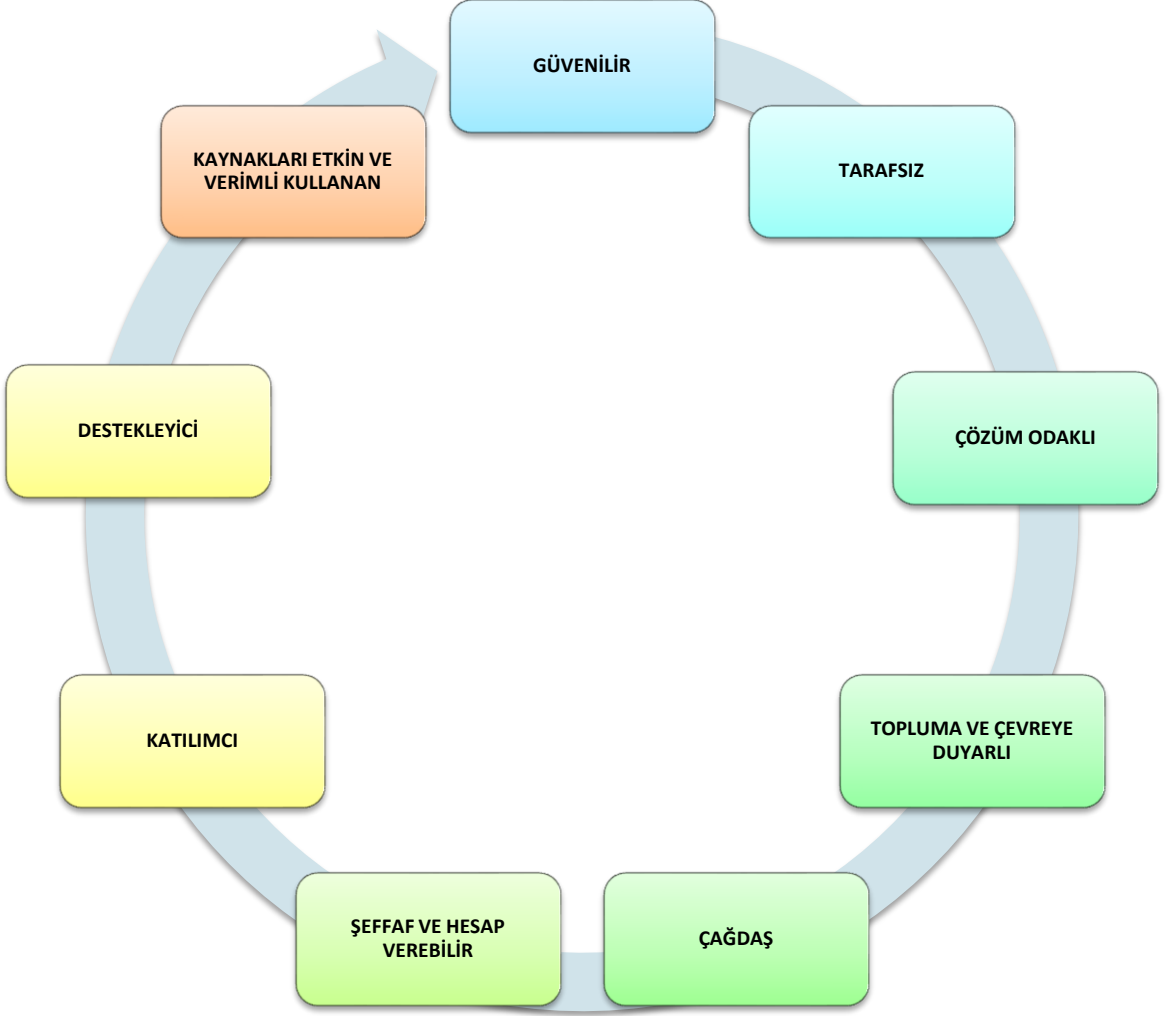 GÜVENİLİR
TARAFSIZ
ÇÖZÜM ODAKLI
TOPLUMA VE ÇEVREYE
DUYARLI
ÇAĞDAŞ
ŞEFFAF VE HESAP
VEREBİLİR
KATILIMCI
DESTEKLEYİCİ
KAYNAKLARI ETKİN VE
VERİMLİ KULLANAN